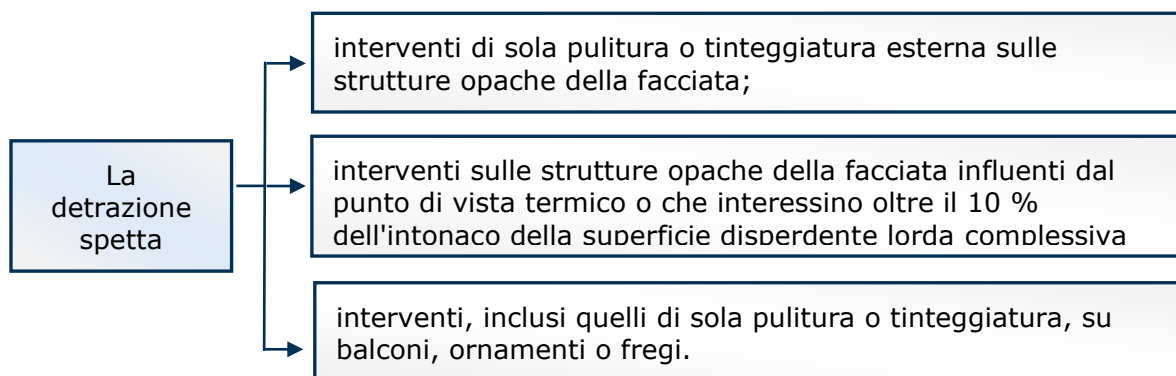 La
detrazione
spetta
interventi di sola pulitura o tinteggiatura esterna sulle
strutture opache della facciata;
interventi sulle strutture opache della facciata influenti dal
punto di vista termico o che interessino oltre il 10 %
dell'intonaco della superficie disperdente lorda complessiva
interventi, inclusi quelli di sola pulitura o tinteggiatura, su
balconi, ornamenti o fregi.